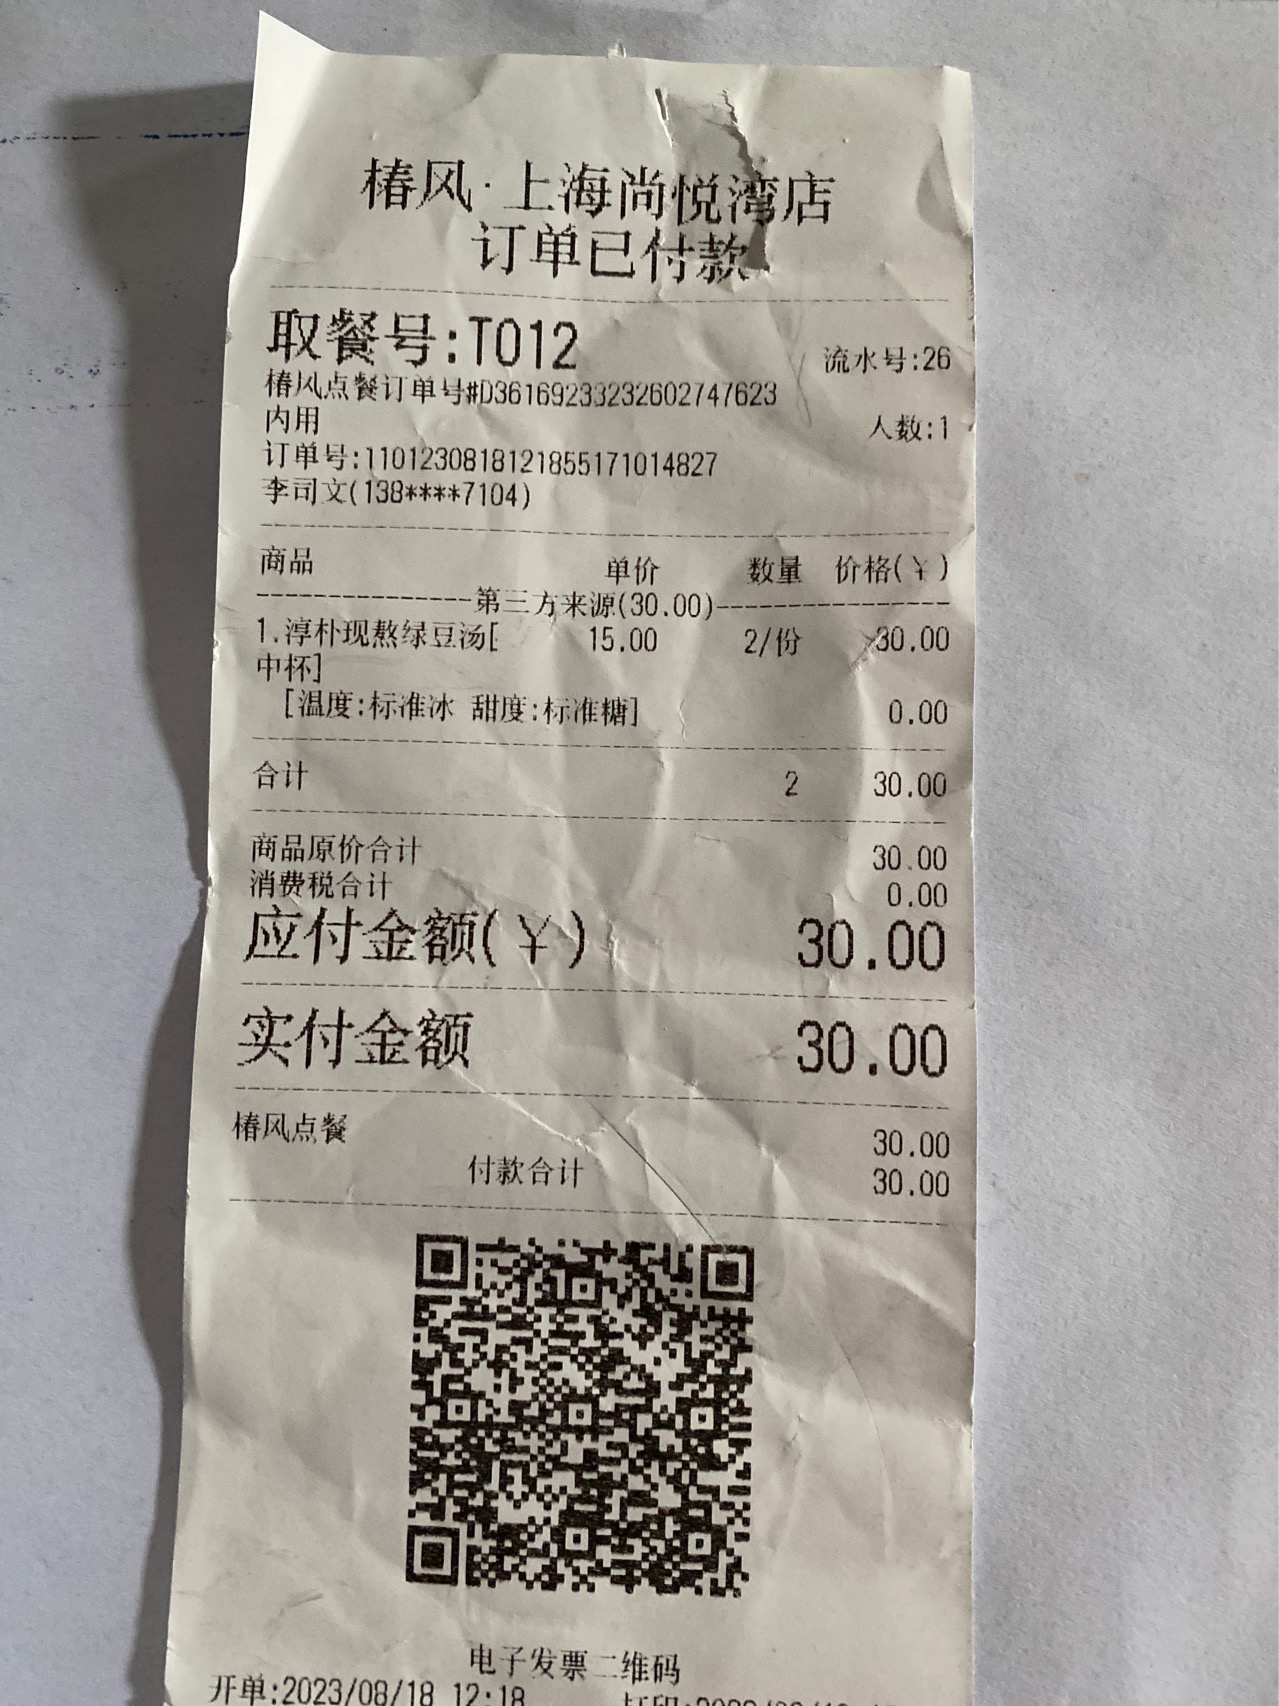 椿风·上海尚悦湾店
订单已付款
取餐号:T012
流水号:26
椿风点餐订单号#D3616923323260274​7623
内用 人数:1
订单号:11012308181218551710148​27
李司文(138****7104)
商品 单价 数量 价格(¥)
第三方来源(30.00)
1.淳朴现熬绿豆汤[ 15.00 2/份 30.00
中杯]
[温度:标准冰 甜度:标准糖] 0.00
合计 2 30.00
商品原价合计 30.00
消费税合计 0.00
应付金额(¥) 30.00
实付金额 30.00
椿风点餐 30.00
付款合计 30.00
电子发票二维码
开单:2023/08/18 12:18